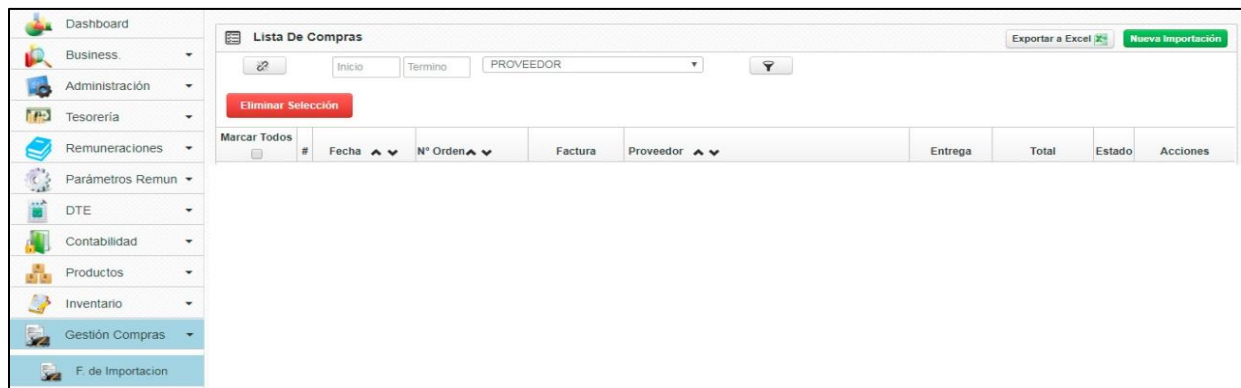 Dashboard
Business.
Administración
Tesorería
Remuneraciones
Parámetros Remun
DTE
Contabilidad
Productos
Inventario
Gestión Compras
F. de Importacion
Lista De Compras
Exportar a Excel
Nueva Importación
Inicio
Termino
PROVEEDOR
Eliminar Selección
Marcar Todos
# Fecha N° Orden Factura Proveedor Entrega Total Estado Acciones